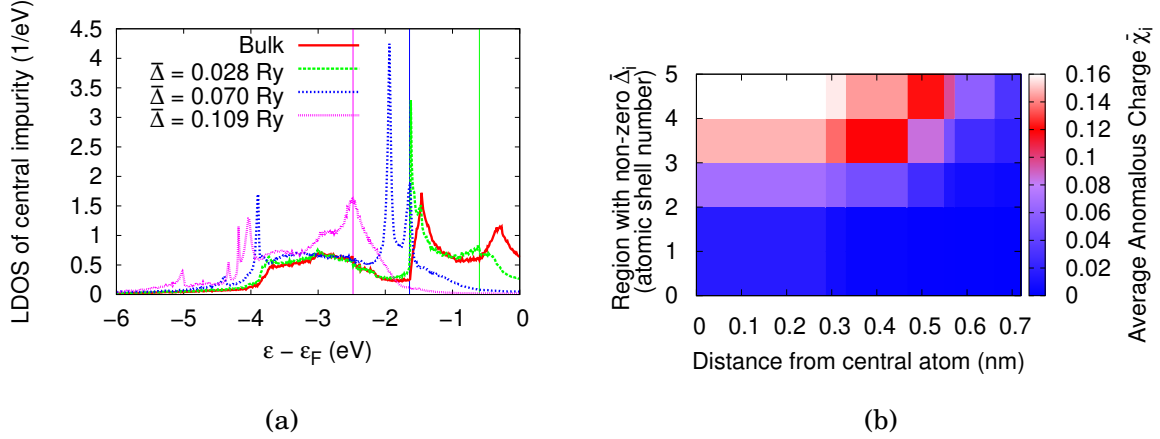 LDOS of central impurity (1/eV)
4.5
4
3.5
3
2.5
2
1.5
1
0.5
0
Bulk
Δ̄ = 0.028 Ry
Δ̄ = 0.070 Ry
Δ̄ = 0.109 Ry
−6 −5 −4 −3 −2 −1 0
ε − ε_F (eV)
(a)
Region with non-zero Δ̄_i
(atomic shell number)
5
4
3
2
1
0
0 0.1 0.2 0.3 0.4 0.5 0.6 0.7
Distance from central atom (nm)
0.16
0.14
0.12
0.10
0.08
0.06
0.04
0.02
0
Average Anomalous Charge χ̄_i
(b)